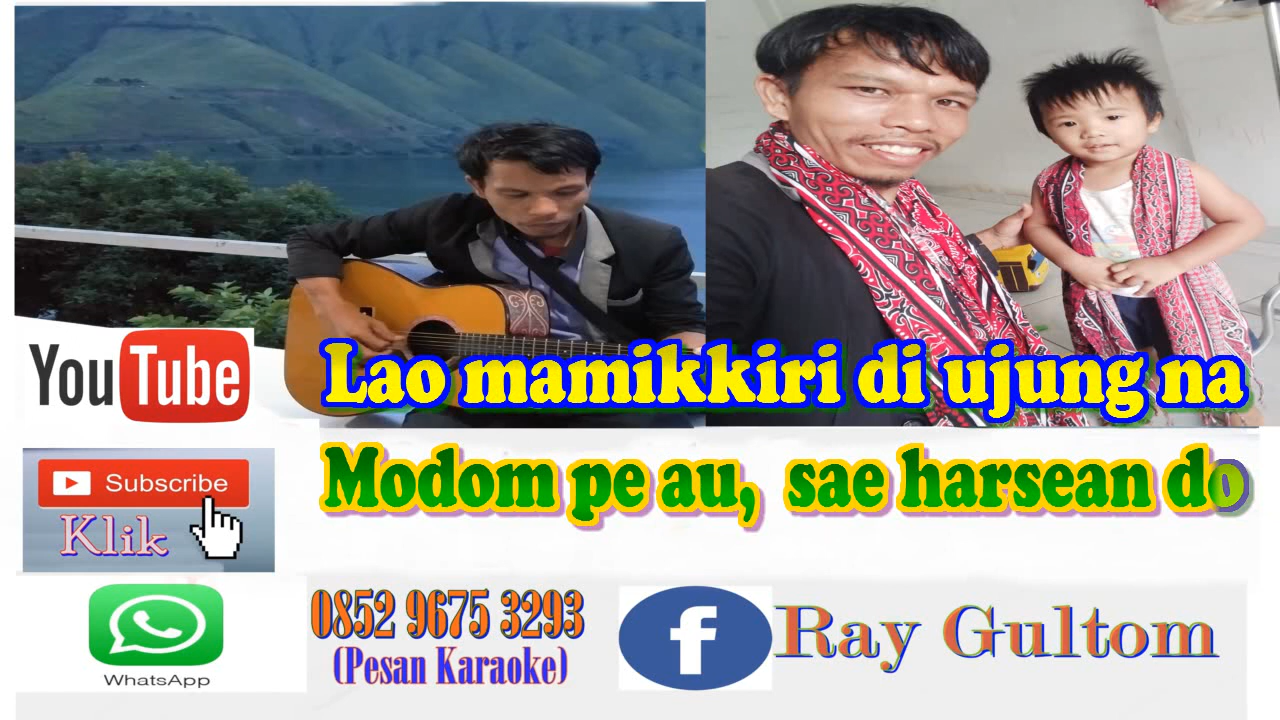 YouTube
Lao mamikkiri di ujung na
Subscribe
Klik
Modom pe au, sae harsean do
WhatsApp
0852 9675 3293
(Pesan Karaoke)
f
Ray Gultom